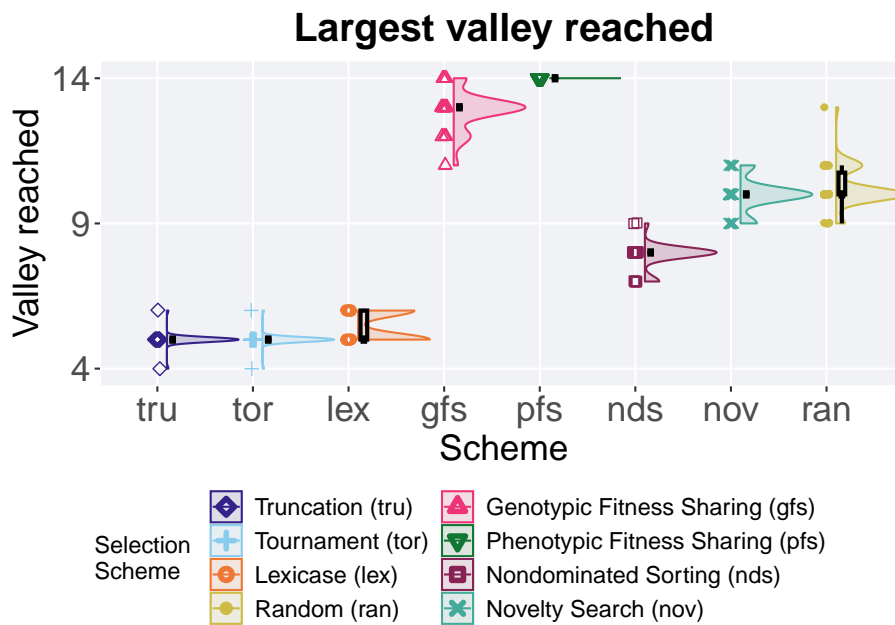 Largest valley reached
Valley reached
14
9
4
tru tor lex gfs pfs nds nov ran
Scheme
Selection
Scheme
Truncation (tru)
Tournament (tor)
Lexicase (lex)
Random (ran)
Genotypic Fitness Sharing (gfs)
Phenotypic Fitness Sharing (pfs)
Nondominated Sorting (nds)
Novelty Search (nov)